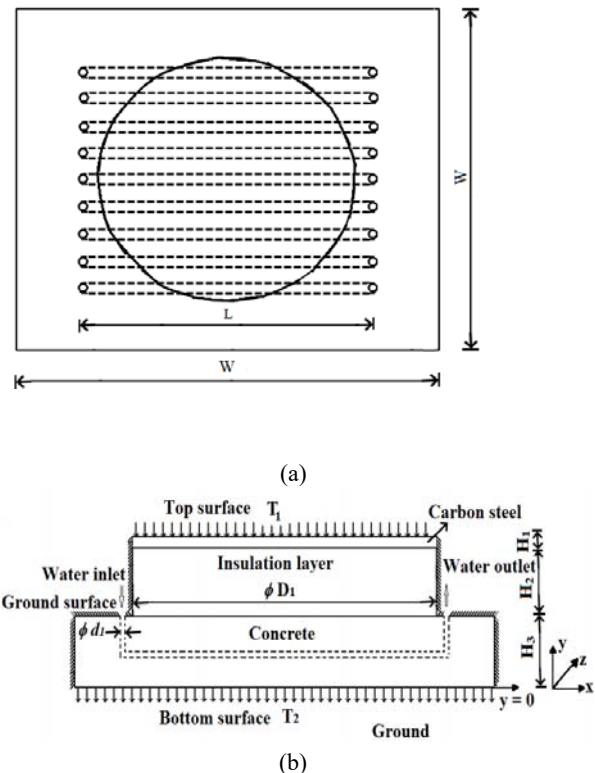 W
L
W
(a)
Top surface T1
Carbon steel
H1
Water inlet
Insulation layer
Water outlet
H2
Ground surface
ϕ D1
ϕ d1
Concrete
H3
y
z
x
y = 0
Bottom surface T2
Ground
(b)